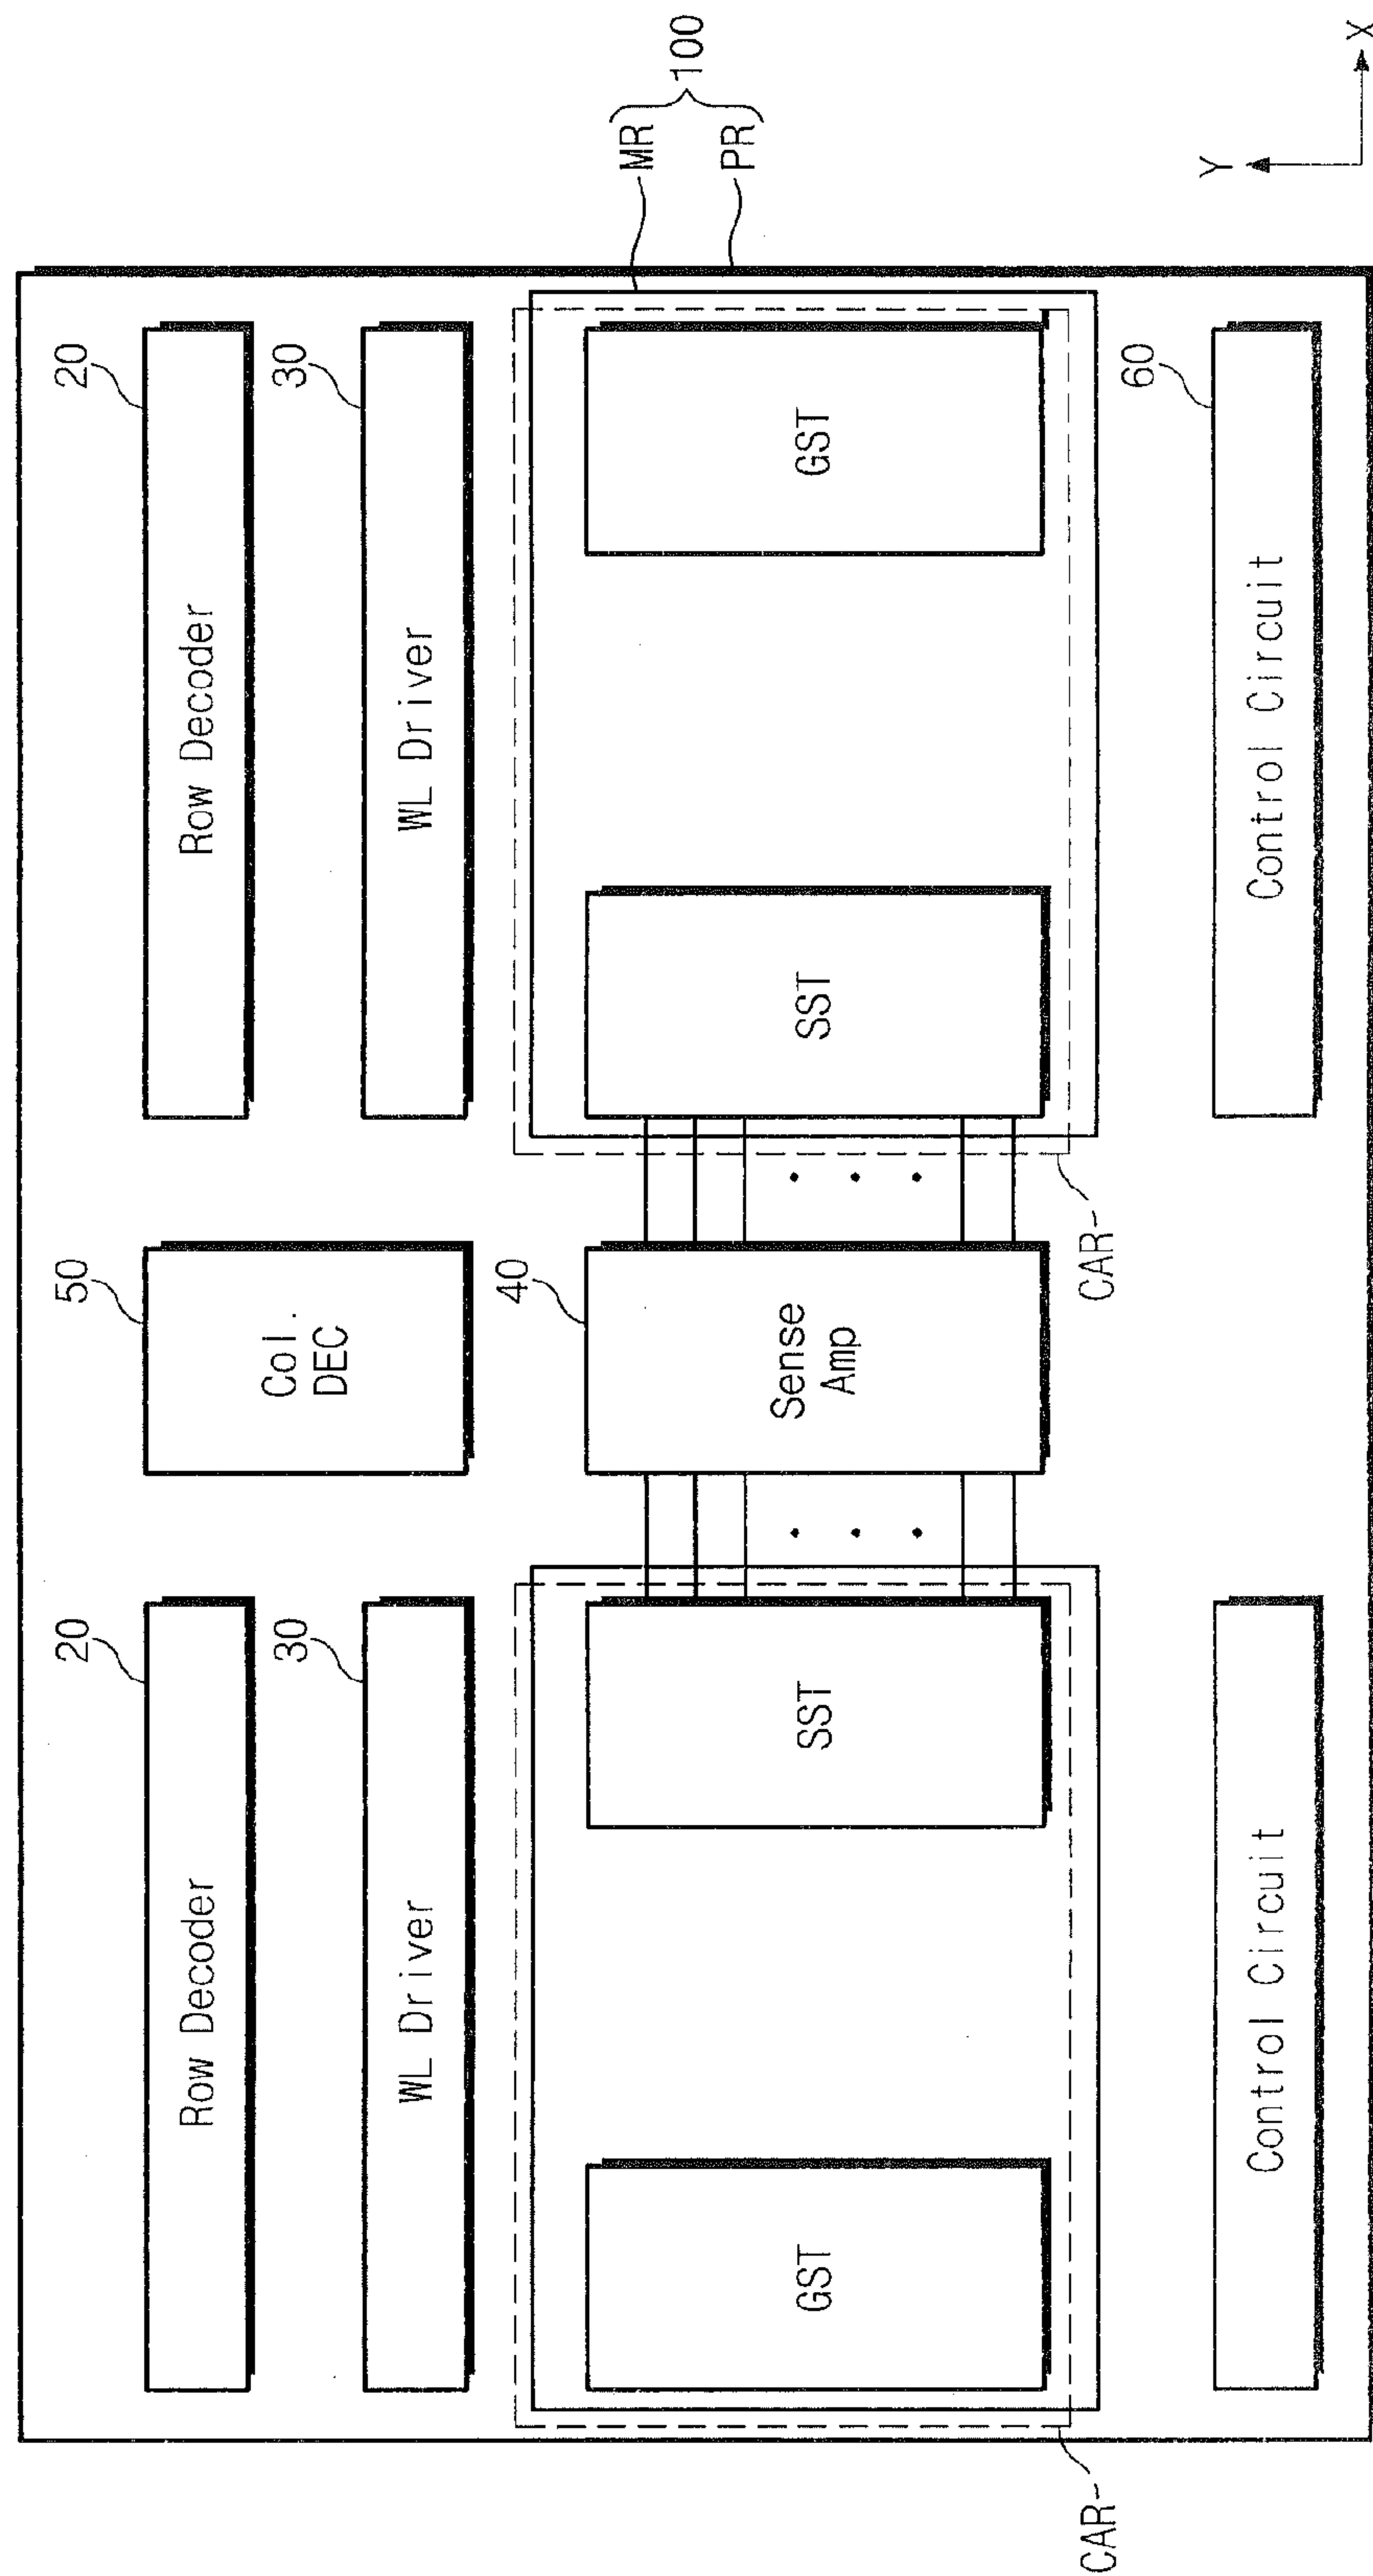 20
50
20
Row Decoder
Col.
DEC
Row Decoder
30
30
WL Driver
WL Driver
40
MR
PR
100
GST
SST
Sense
Amp
SST
GST
CAR
CAR
60
Control Circuit
Control Circuit
Y
X